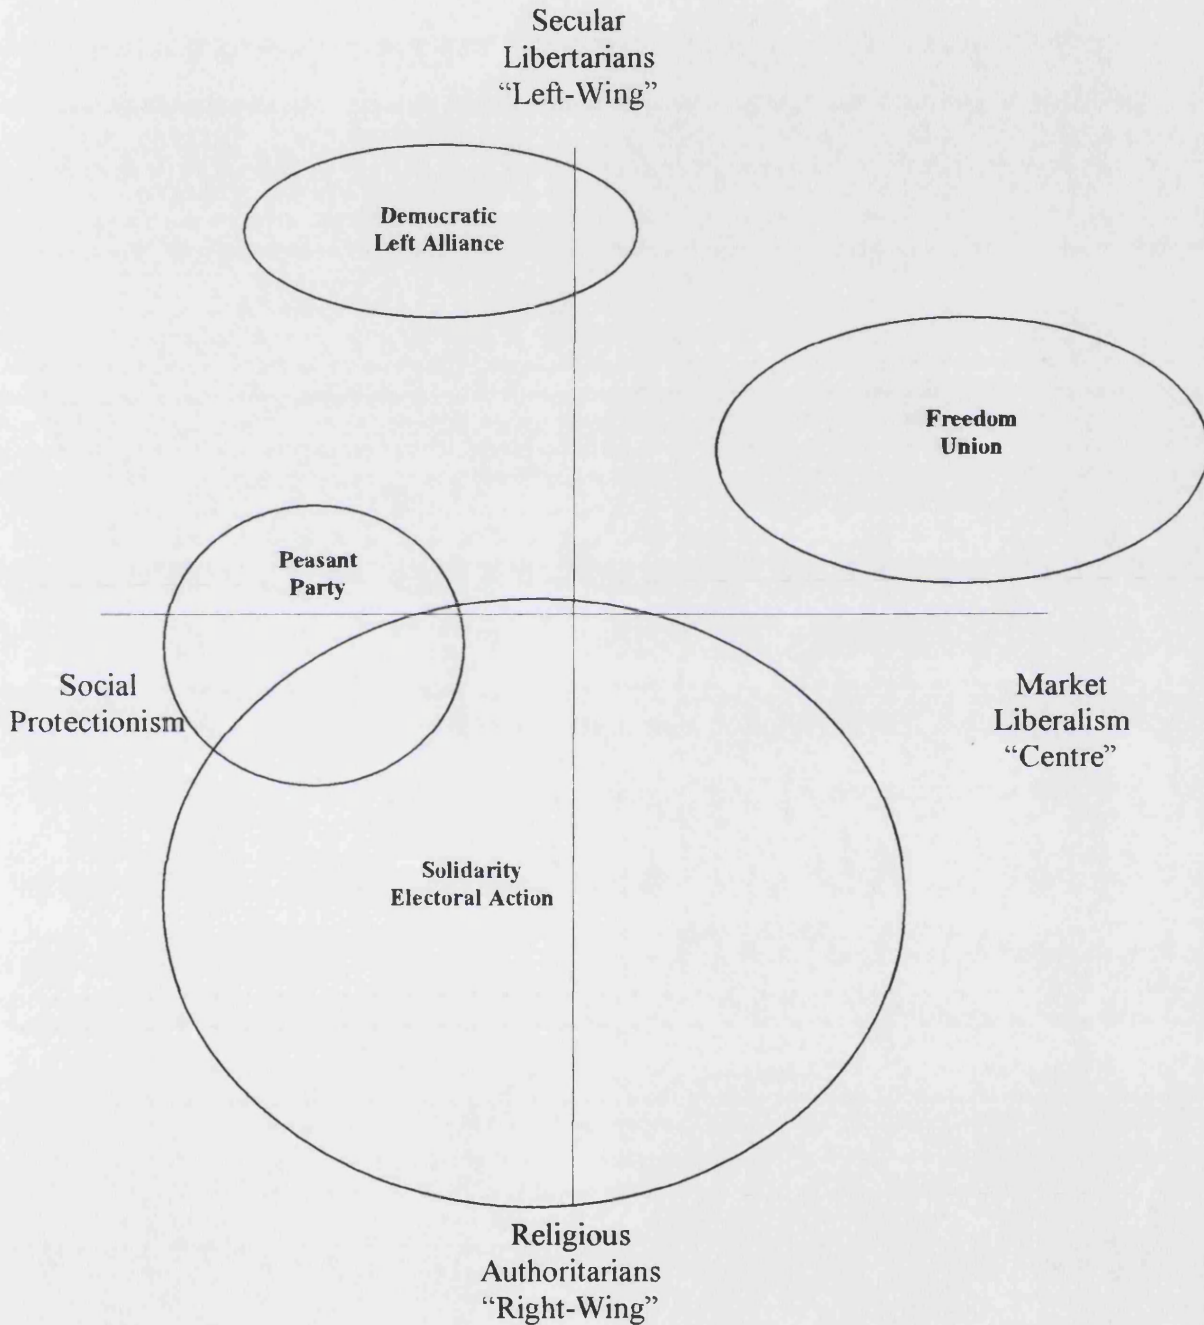 Secular
Libertarians
“Left-Wing”
Democratic
Left Alliance
Freedom
Union
Peasant
Party
Social
Protectionism
Market
Liberalism
“Centre”
Solidarity
Electoral Action
Religious
Authoritarians
“Right-Wing”